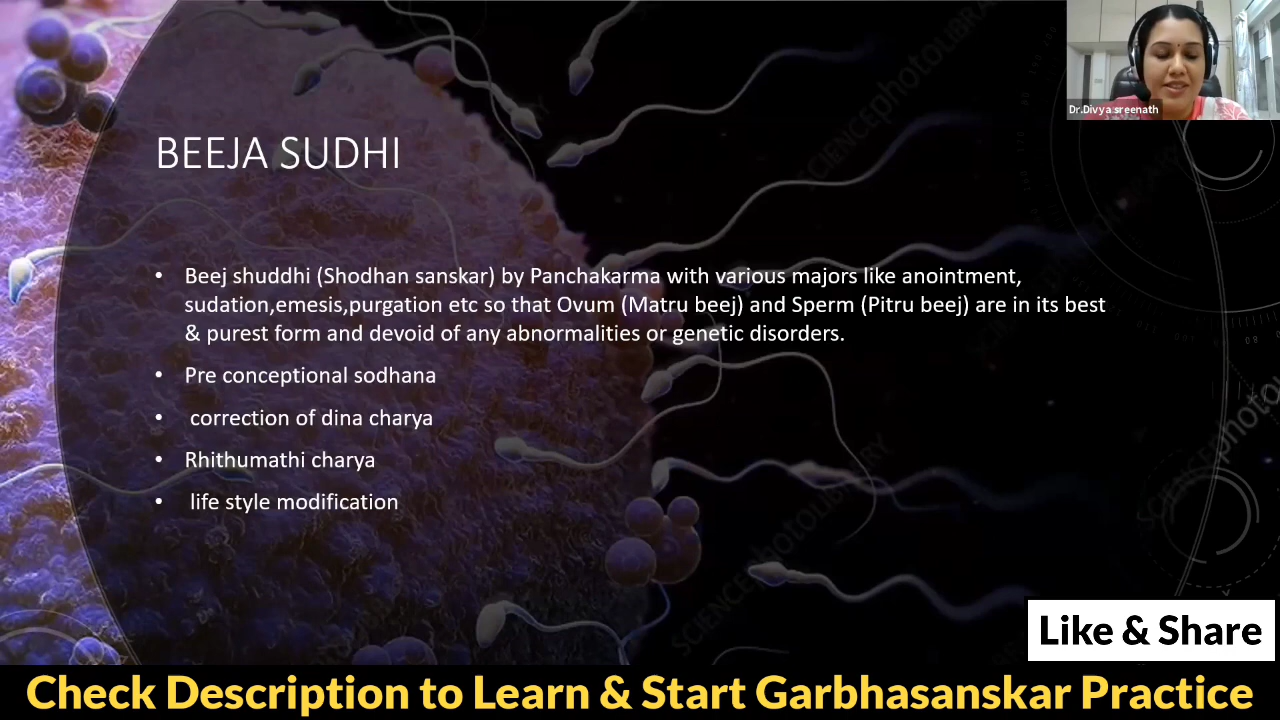 Dr.Divya sreenath
BEEJA SUDHI
• Beej shuddhi (Shodhan sanskar) by Panchakarma with various majors like anointment,
sudation,emesis,purgation etc so that Ovum (Matru beej) and Sperm (Pitru beej) are in its best
& purest form and devoid of any abnormalities or genetic disorders.
• Pre conceptional sodhana
• correction of dina charya
• Rhithumathi charya
• life style modification
SCIENCEphotoLIBRARY
Like & Share
Check Description to Learn & Start Garbhasanskar Practice